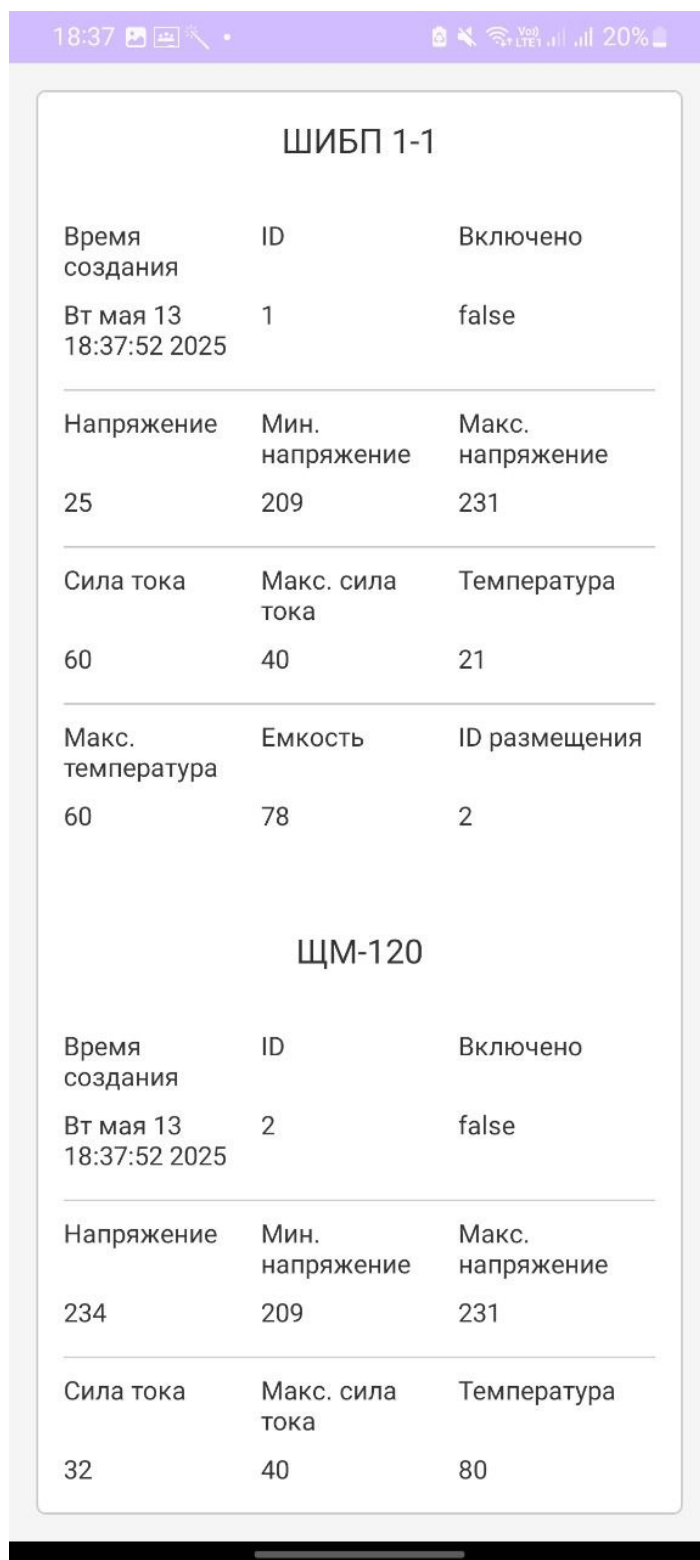 18:37 Vo)) LTE1 20%
ШИБП 1-1
Время создания ID Включено
Вт мая 13 18:37:52 2025 1 false
Напряжение Мин. напряжение Макс. напряжение
25 209 231
Сила тока Макс. сила тока Температура
60 40 21
Макс. температура Емкость ID размещения
60 78 2
ЩМ-120
Время создания ID Включено
Вт мая 13 18:37:52 2025 2 false
Напряжение Мин. напряжение Макс. напряжение
234 209 231
Сила тока Макс. сила тока Температура
32 40 80